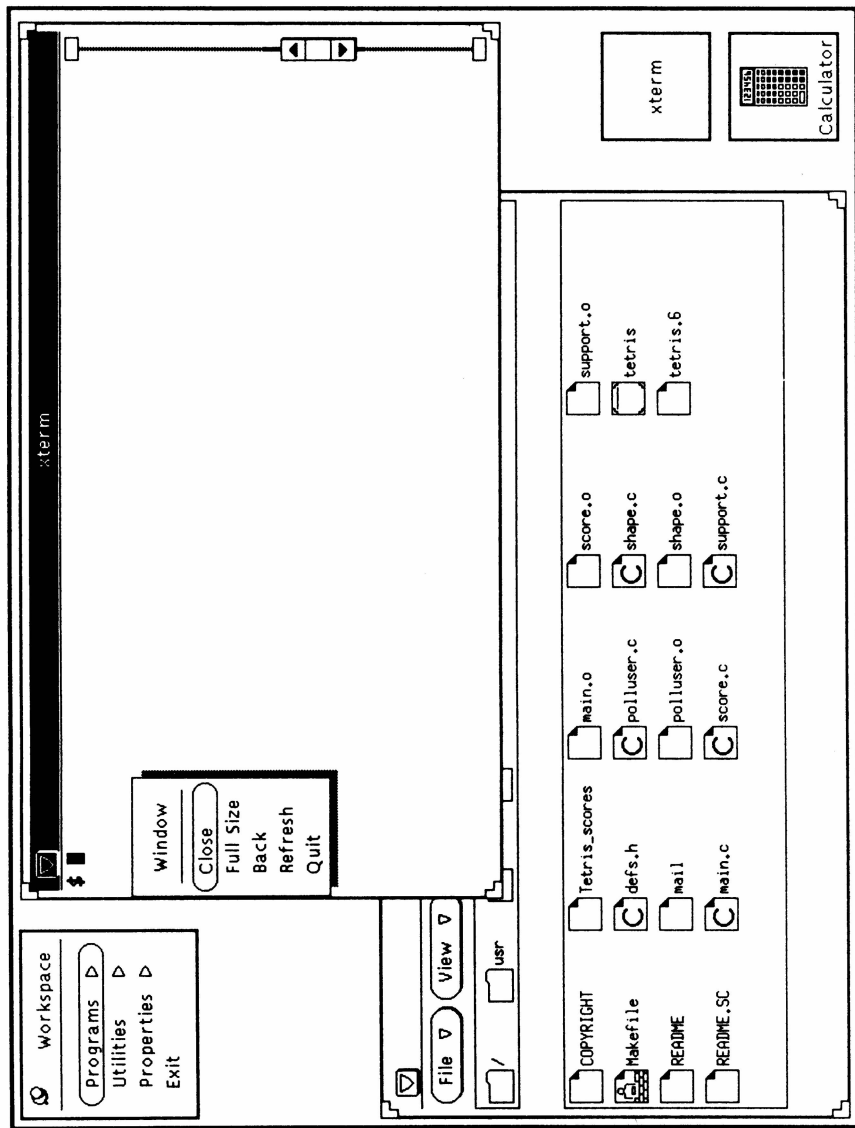 Workspace
Programs
Utilities
Properties
Exit
xterm
$
Window
Close
Full Size
Back
Refresh
Quit
File
View
/
usr
COPYRIGHT
Tetris_scores
main.o
score.o
support.o
Makefile
defs.h
polluser.c
shape.c
tetris
README
mail
polluser.o
shape.o
tetris.6
README.SC
main.c
score.c
support.c
xterm
123456
Calculator